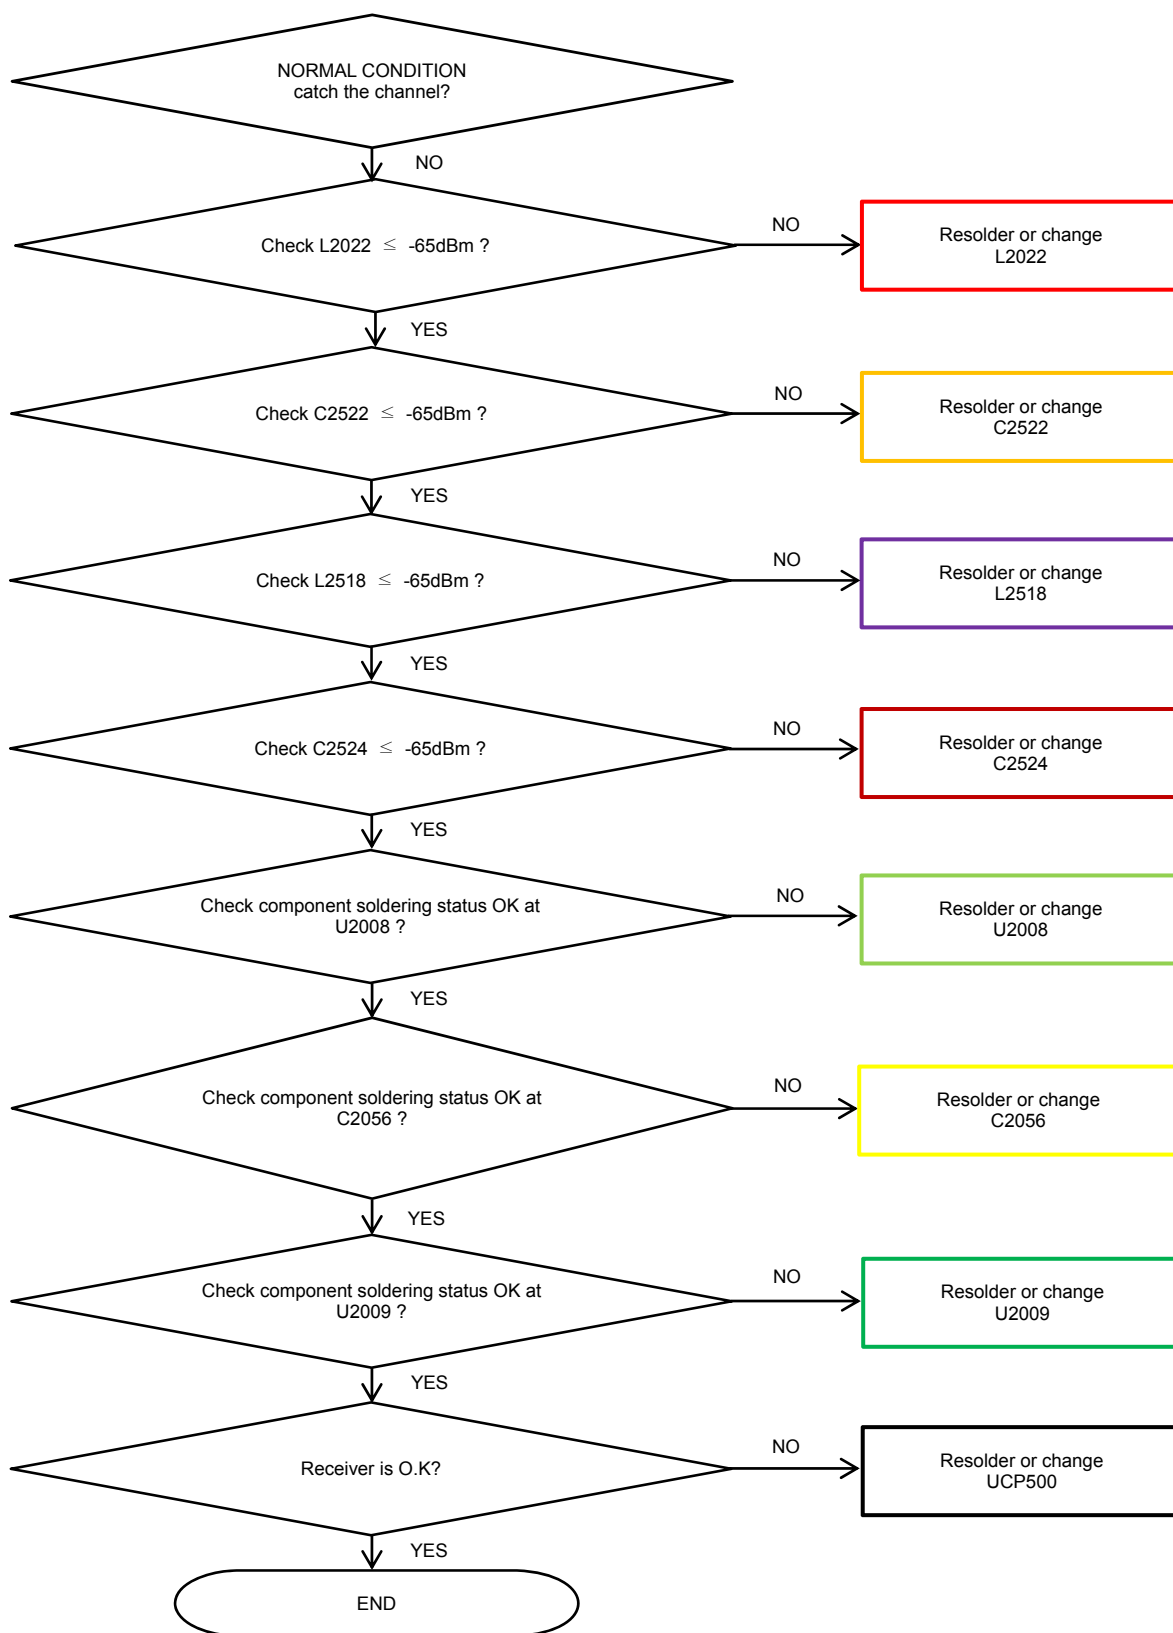 NORMAL CONDITION
catch the channel?
NO
Check L2022 ≤ -65dBm ?
NO
Resolder or change
L2022
YES
Check C2522 ≤ -65dBm ?
NO
Resolder or change
C2522
YES
Check L2518 ≤ -65dBm ?
NO
Resolder or change
L2518
YES
Check C2524 ≤ -65dBm ?
NO
Resolder or change
C2524
YES
Check component soldering status OK at
U2008 ?
NO
Resolder or change
U2008
YES
Check component soldering status OK at
C2056 ?
NO
Resolder or change
C2056
YES
Check component soldering status OK at
U2009 ?
NO
Resolder or change
U2009
YES
Receiver is O.K?
NO
Resolder or change
UCP500
YES
END